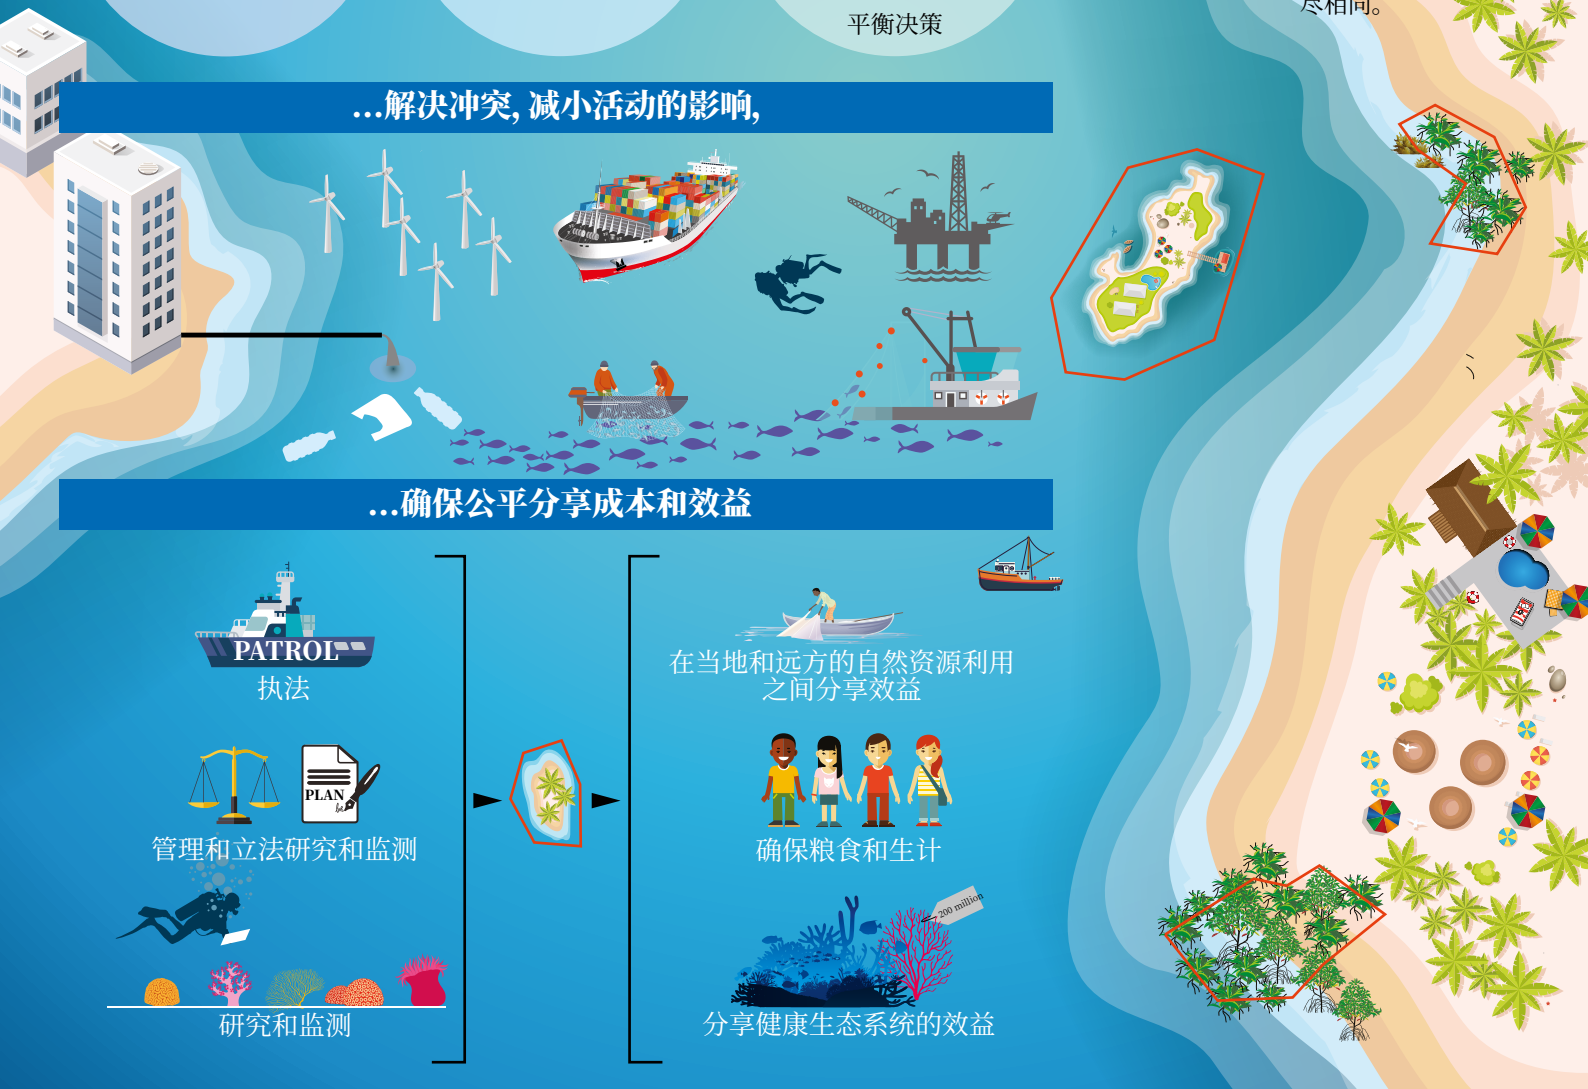 尽相同。
平衡决策
...解决冲突, 减小活动的影响,
...确保公平分享成本和效益
PATROL
执法
在当地和远方的自然资源利用
之间分享效益
PLAN
管理和立法研究和监测
确保粮食和生计
200 million
研究和监测
分享健康生态系统的效益